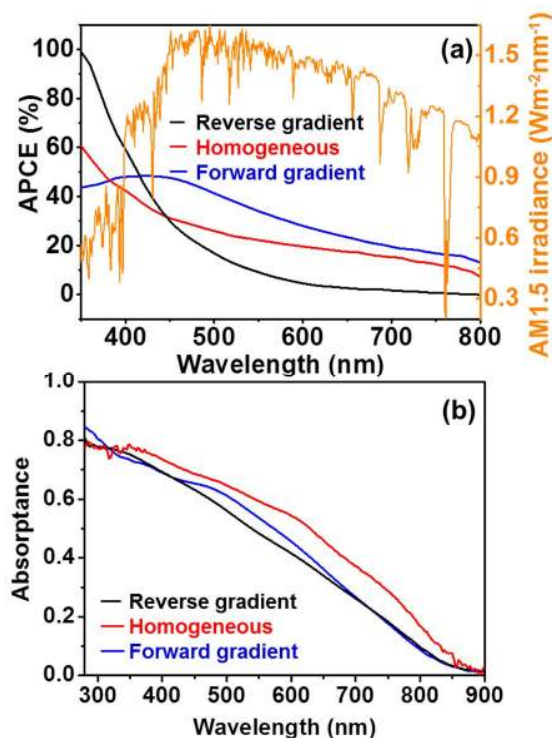 (a)
APCE (%)
100
80
60
40
20
0
Reverse gradient
Homogeneous
Forward gradient
AM1.5 irradiance (Wm-2nm-1)
1.5
1.2
0.9
0.6
0.3
400 500 600 700 800
Wavelength (nm)
(b)
Absorptance
1.0
0.8
0.6
0.4
0.2
0.0
Reverse gradient
Homogeneous
Forward gradient
300 400 500 600 700 800 900
Wavelength (nm)